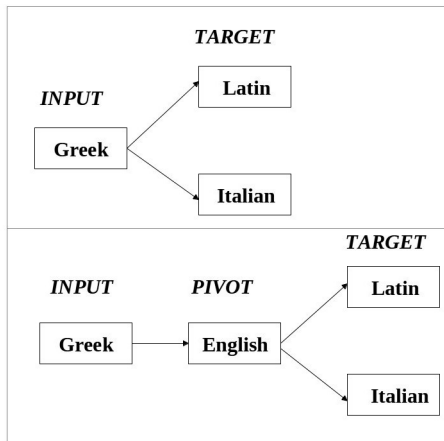 TARGET
INPUT
Latin
Greek
Italian
TARGET
INPUT PIVOT
Latin
Greek English
Italian